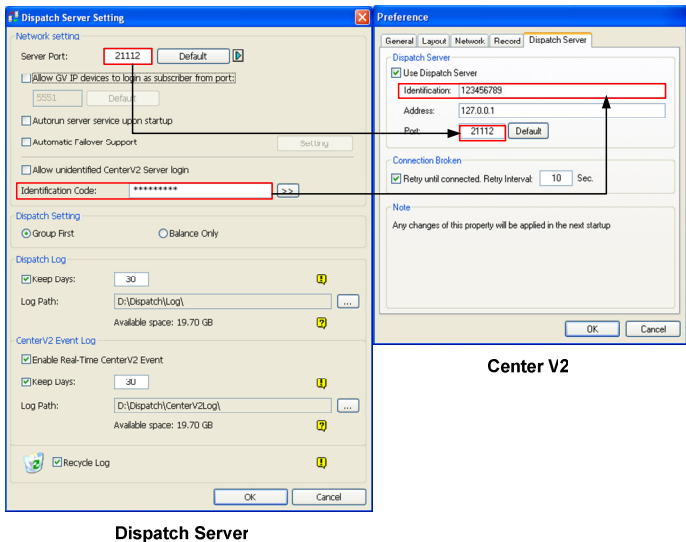 Dispatch Server Setting
Network setting
Server Port: 21112 Default
Allow GV IP devices to login as subscriber from port:
5551 Default
Autorun server service upon startup
Automatic Failover Support Setting
Allow unidentified CenterV2 Server login
Identification Code: ********* >>
Dispatch Setting
Group First Balance Only
Dispatch Log
Keep Days: 30
Log Path: D:\Dispatch\Log\ ...
Available space: 19.70 GB
CenterV2 Event Log
Enable Real-Time CenterV2 Event
Keep Days: 30
Log Path: D:\Dispatch\CenterV2Log\ ...
Available space: 19.70 GB
Recycle Log
OK Cancel
Dispatch Server
Preference
General Layout Network Record Dispatch Server
Dispatch Server
Use Dispatch Server
Identification: 123456789
Address: 127.0.0.1
Port: 21112 Default
Connection Broken
Retry until connected. Retry Interval: 10 Sec.
Note
Any changes of this property will be applied in the next startup
OK Cancel
Center V2